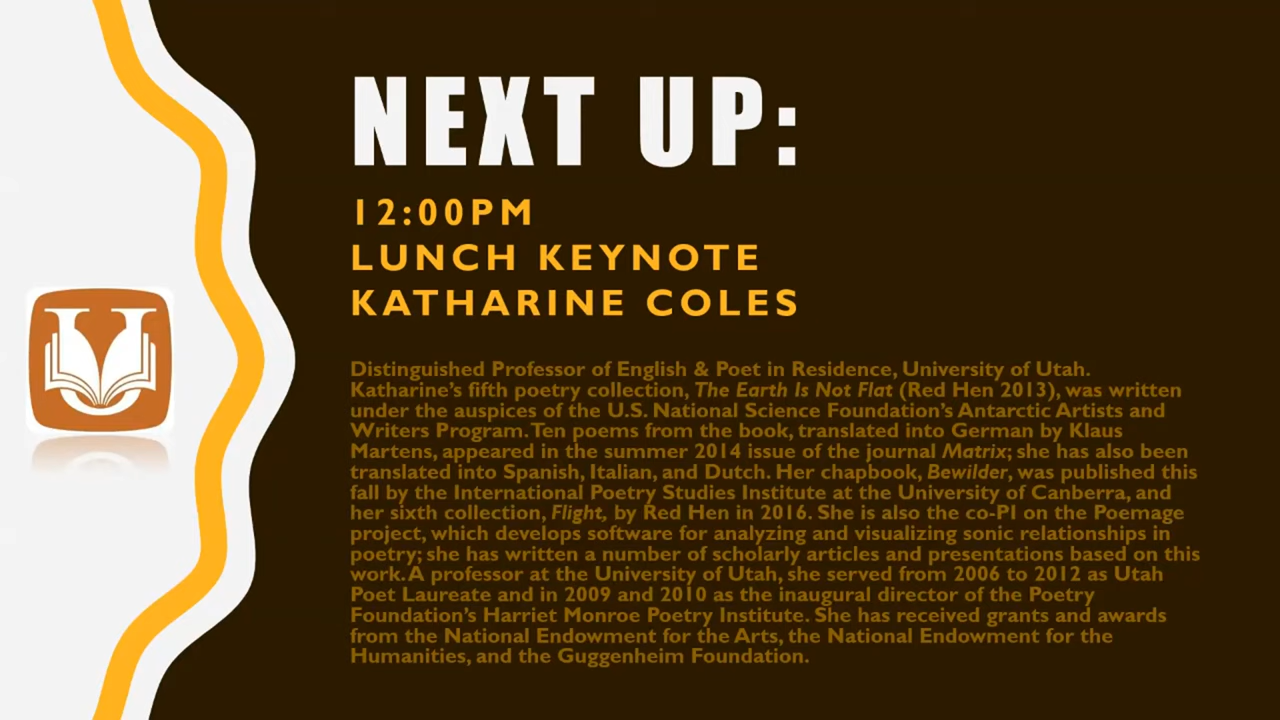 NEXT UP:
12:00PM
LUNCH KEYNOTE
KATHARINE COLES
Distinguished Professor of English & Poet in Residence, University of Utah.
Katharine's fifth poetry collection, The Earth Is Not Flat (Red Hen 2013), was written
under the auspices of the U.S. National Science Foundation's Antarctic Artists and
Writers Program. Ten poems from the book, translated into German by Klaus
Martens, appeared in the summer 2014 issue of the journal Matrix; she has also been
translated into Spanish, Italian, and Dutch. Her chapbook, Bewilder, was published this
fall by the International Poetry Studies Institute at the University of Canberra, and
her sixth collection, Flight, by Red Hen in 2016. She is also the co-PI on the Poemage
project, which develops software for analyzing and visualizing sonic relationships in
poetry; she has written a number of scholarly articles and presentations based on this
work. A professor at the University of Utah, she served from 2006 to 2012 as Utah
Poet Laureate and in 2009 and 2010 as the inaugural director of the Poetry
Foundation's Harriet Monroe Poetry Institute. She has received grants and awards
from the National Endowment for the Arts, the National Endowment for the
Humanities, and the Guggenheim Foundation.